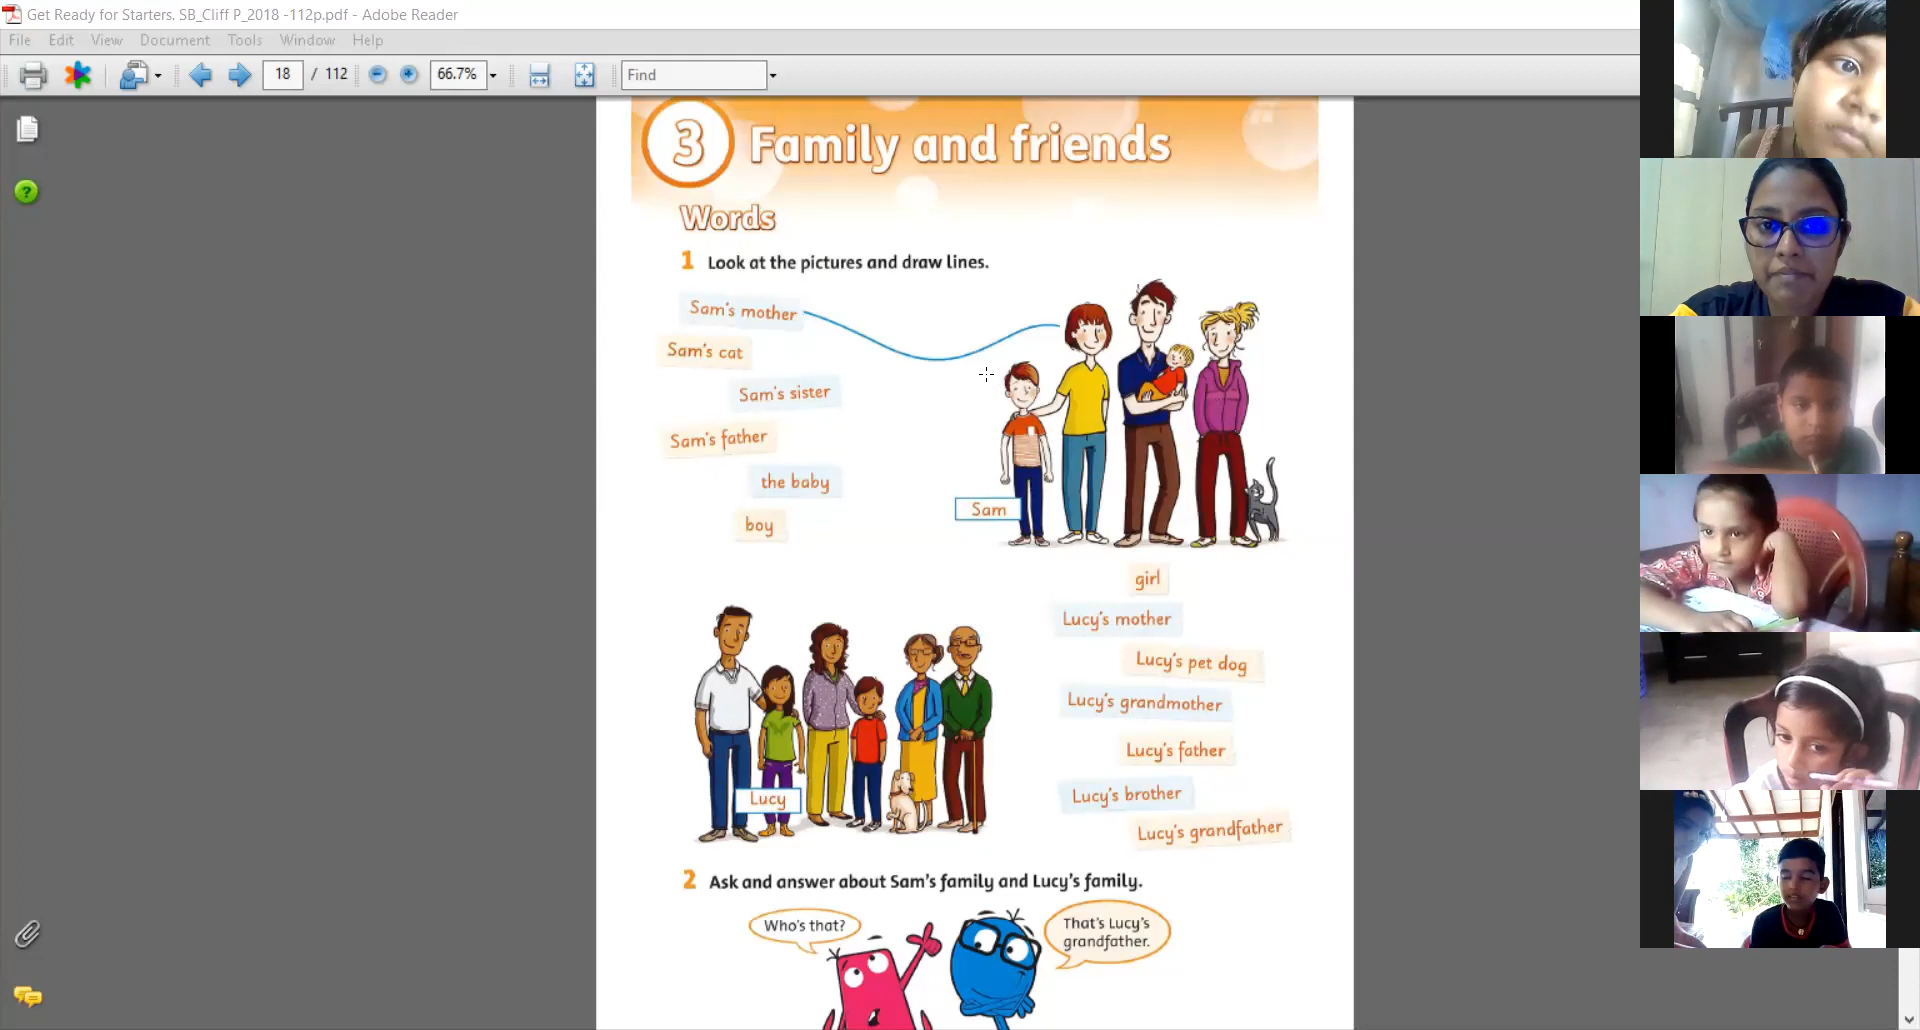 Get Ready for Starters. SB_Cliff P_2018 -112p.pdf - Adobe Reader
File Edit View Document Tools Window Help
18 / 112 66.7% Find
3 Family and friends
Words
1 Look at the pictures and draw lines.
Sam's mother
Sam's cat
Sam's sister
Sam's father
the baby
boy
Sam
girl
Lucy's mother
Lucy's pet dog
Lucy's grandmother
Lucy's father
Lucy's brother
Lucy's grandfather
Lucy
2 Ask and answer about Sam's family and Lucy's family.
Who's that?
That's Lucy's
grandfather.